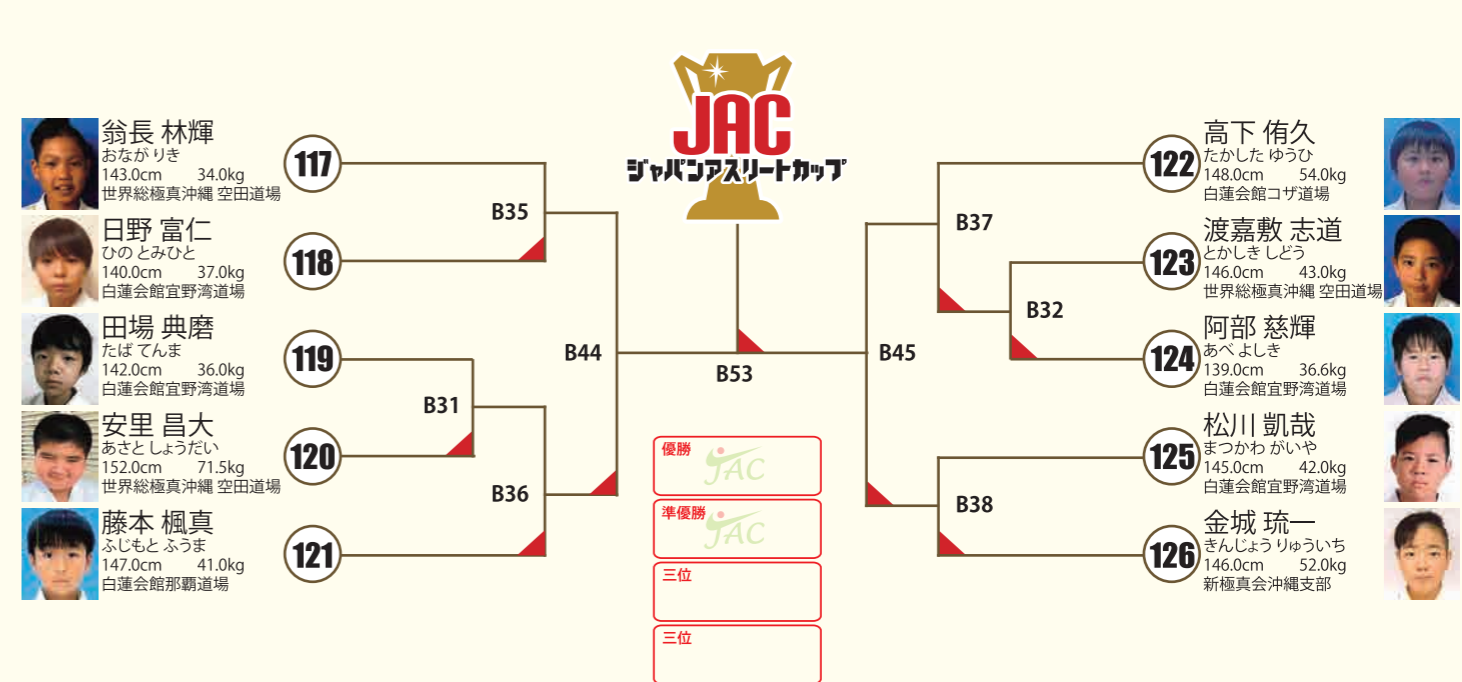 JAC
ジャパンアスリートカップ
翁長 林輝
おなが りき
143.0cm 34.0kg
世界総極真沖縄 空田道場
117
日野 富仁
ひの とみひと
140.0cm 37.0kg
白蓮会館宜野湾道場
118
田場 典磨
たば てんま
142.0cm 36.0kg
白蓮会館宜野湾道場
119
安里 昌大
あさと しょうだい
152.0cm 71.5kg
世界総極真沖縄 空田道場
120
藤本 楓真
ふじもと ふうま
147.0cm 41.0kg
白蓮会館那覇道場
121
B35
B31
B36
B44
B53
B45
B37
B32
B38
優勝
JAC
準優勝
JAC
三位
三位
122
高下 侑久
たかした ゆうひ
148.0cm 54.0kg
白蓮会館コザ道場
123
渡嘉敷 志道
とかしき しどう
146.0cm 43.0kg
世界総極真沖縄 空田道場
124
阿部 慈輝
あべ よしき
139.0cm 36.6kg
白蓮会館宜野湾道場
125
松川 凱哉
まつかわ がいや
145.0cm 42.0kg
白蓮会館宜野湾道場
126
金城 琉一
きんじょう りゅういち
146.0cm 52.0kg
新極真会沖縄支部